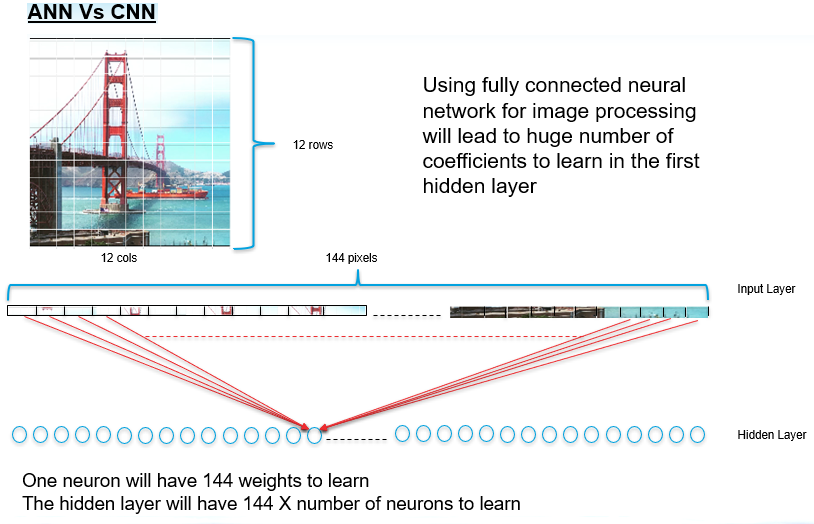 ANN Vs CNN
Using fully connected neural
network for image processing
will lead to huge number of
coefficients to learn in the first
hidden layer
12 rows
12 cols
144 pixels
Input Layer
Hidden Layer
One neuron will have 144 weights to learn
The hidden layer will have 144 X number of neurons to learn